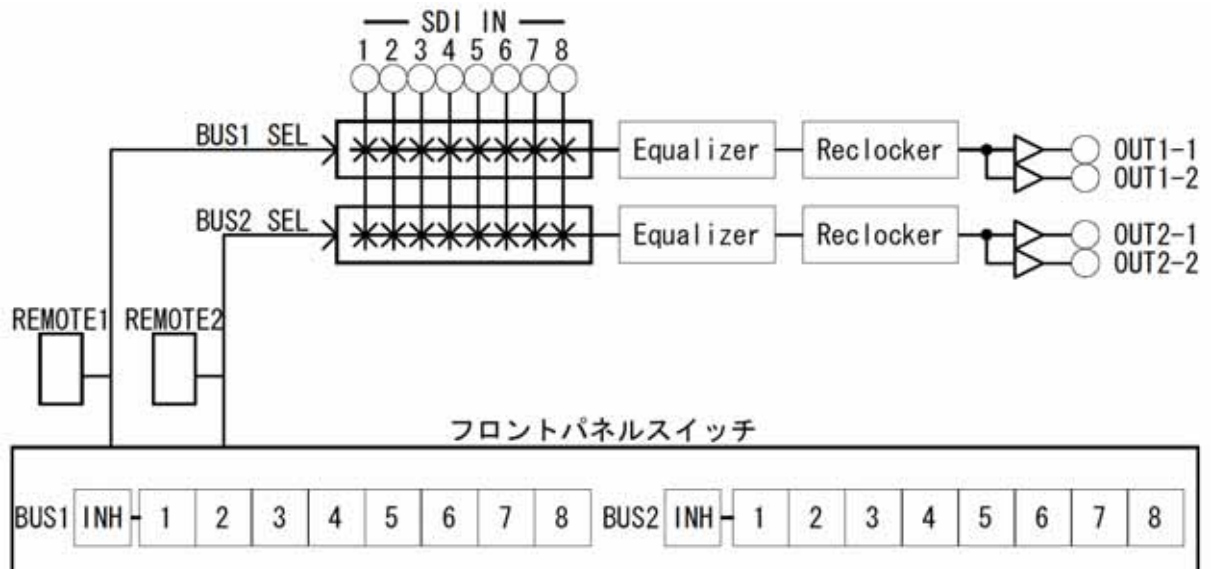 SDI IN
1 2 3 4 5 6 7 8
BUS1 SEL Equalizer Reclocker OUT1-1
OUT1-2
BUS2 SEL Equalizer Reclocker OUT2-1
OUT2-2
REMOTE1 REMOTE2
フロントパネルスイッチ
BUS1 INH 1 2 3 4 5 6 7 8 BUS2 INH 1 2 3 4 5 6 7 8